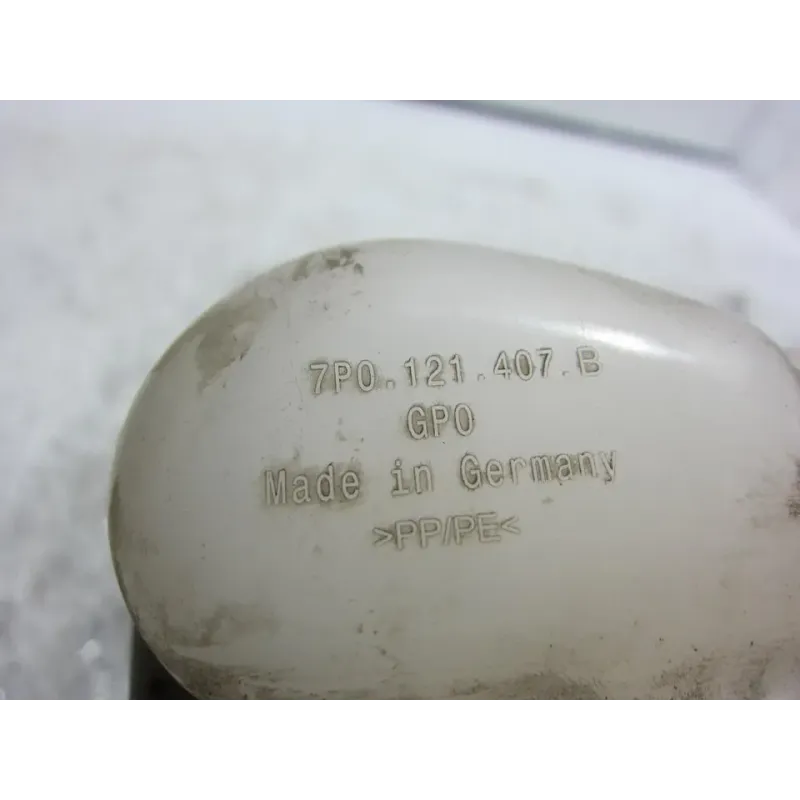 7P0.121.407.B
GPO
Made in Germany
>PP/PE<